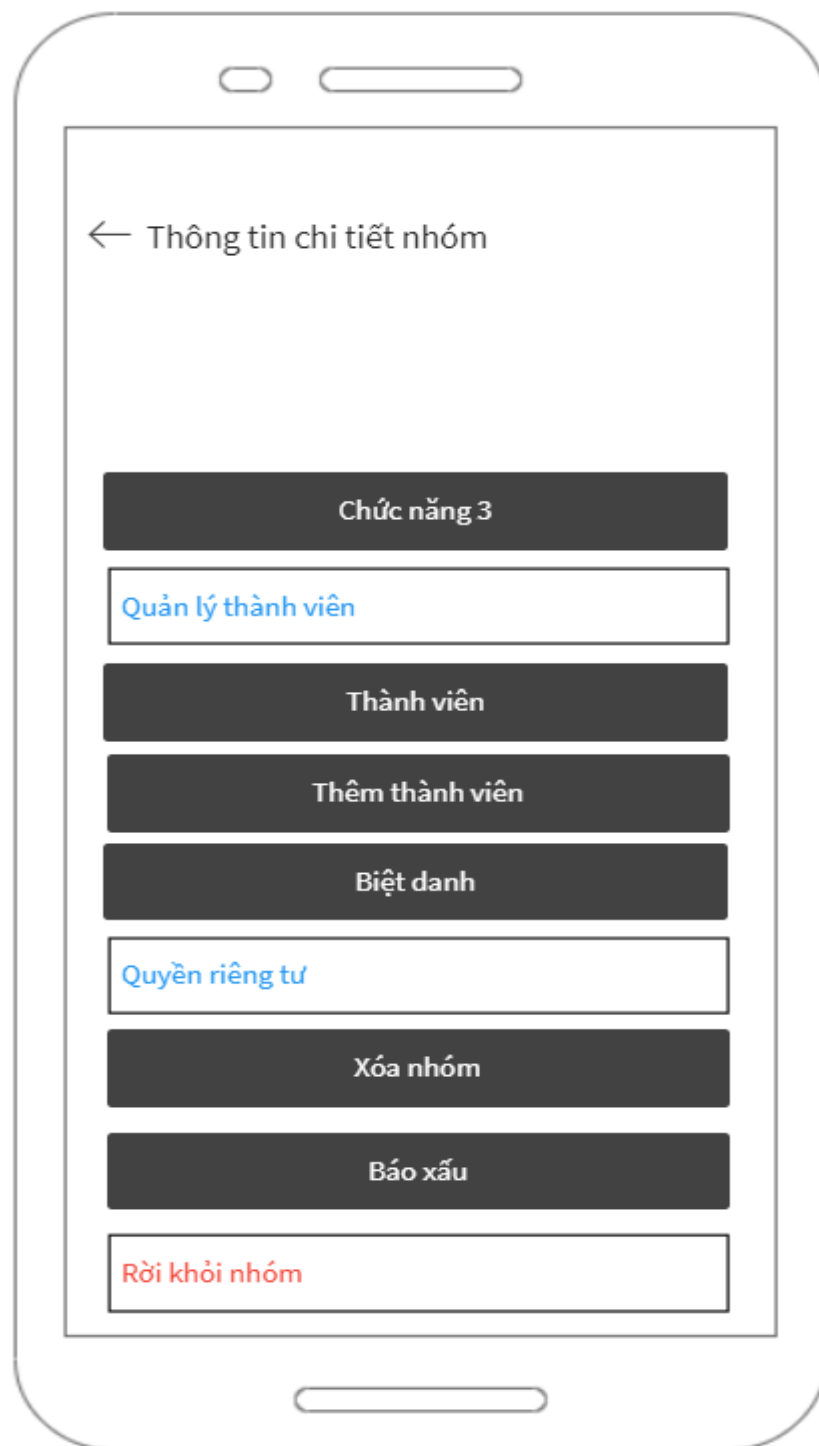 Thông tin chi tiết nhóm
Chức năng 3
Quản lý thành viên
Thành viên
Thêm thành viên
Biệt danh
Quyền riêng tư
Xóa nhóm
Báo xấu
Rời khỏi nhóm